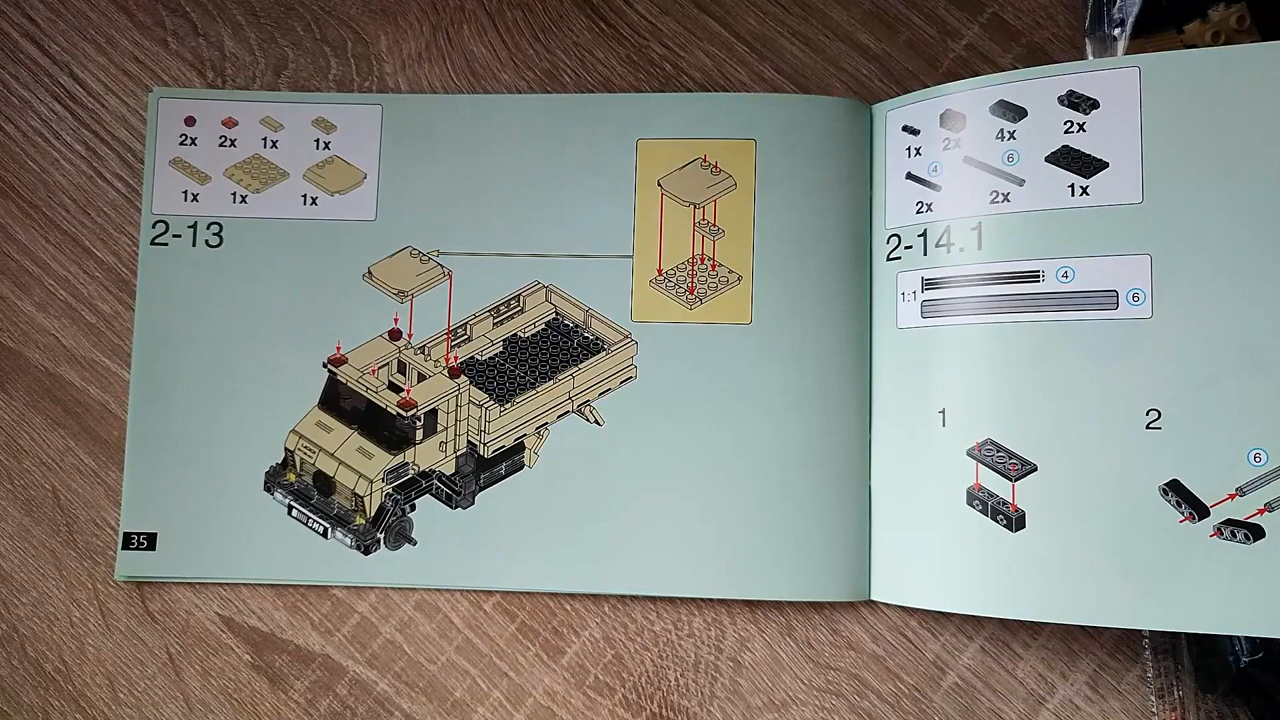 2x 2x 1x 1x
1x 1x 1x
2-13
35
1x 2x 4x 2x
4 6
2x 2x 1x
2-14.1
1:1 4
6
1 2
6